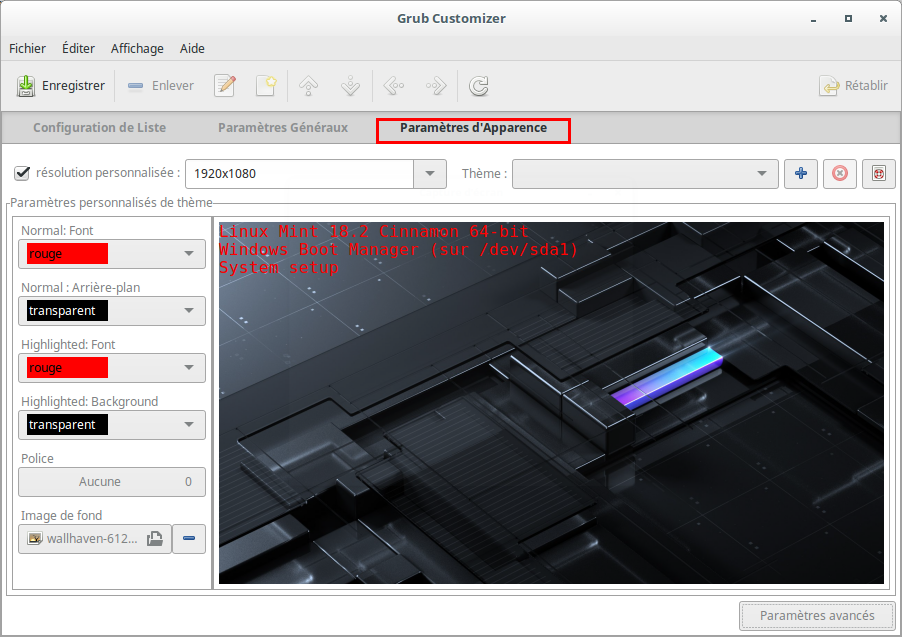 Grub Customizer
Fichier Éditer Affichage Aide
Enregistrer Enlever Rétablir
Configuration de Liste Paramètres Généraux Paramètres d'Apparence
résolution personnalisée : 1920x1080 Thème :
Paramètres personnalisés de thème
Normal: Font
rouge
Normal : Arrière-plan
transparent
Highlighted: Font
rouge
Highlighted: Background
transparent
Police
Aucune 0
Image de fond
wallhaven-612...
Linux Mint 18.2 Cinnamon 64-bit
Windows Boot Manager (sur /dev/sda1)
System setup
Paramètres avancés